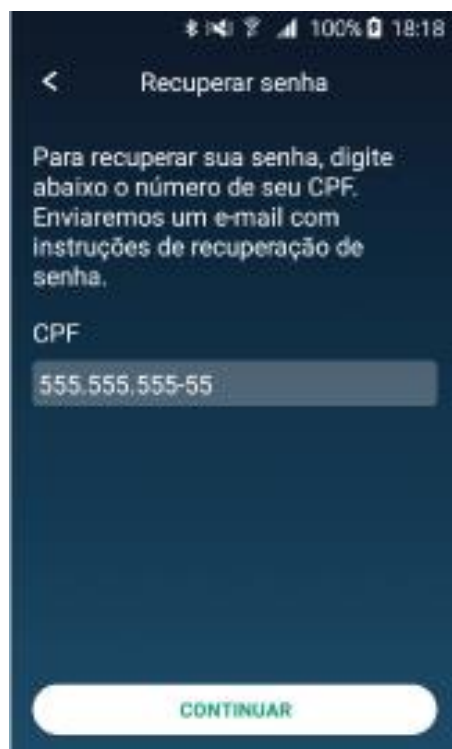 100% 18:18
Recuperar senha
Para recuperar sua senha, digite
abaixo o número de seu CPF.
Enviaremos um e-mail com
instruções de recuperação de
senha.
CPF
555.555.555-55
CONTINUAR